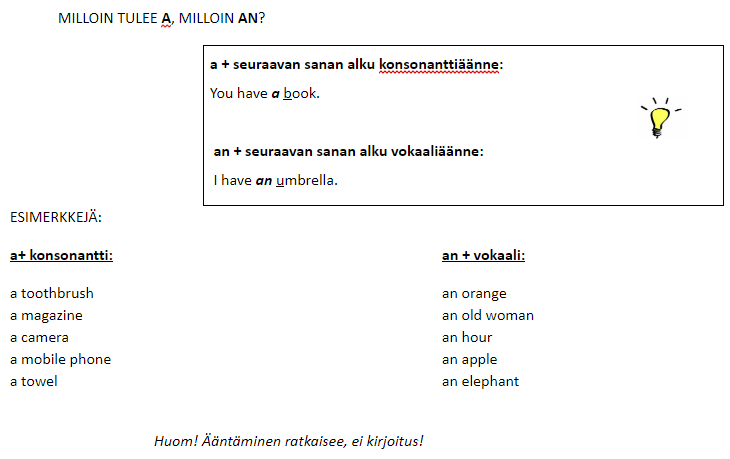 MILLOIN TULEE A, MILLOIN AN?
a + seuraavan sanan alku konsonanttiäänne:
You have a book.
an + seuraavan sanan alku vokaaliäänne:
I have an umbrella.
ESIMERKKEJÄ:
a+ konsonantti:
a toothbrush
a magazine
a camera
a mobile phone
a towel
an + vokaali:
an orange
an old woman
an hour
an apple
an elephant
Huom! Ääntäminen ratkaisee, ei kirjoitus!